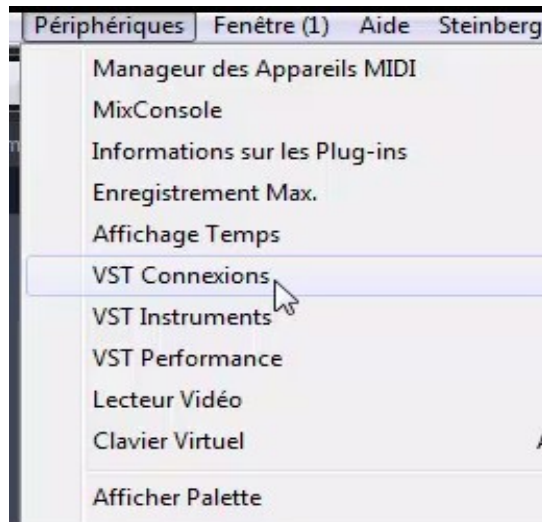 Périphériques Fenêtre (1) Aide Steinberg
Manageur des Appareils MIDI
MixConsole
Informations sur les Plug-ins
Enregistrement Max.
Affichage Temps
VST Connexions
VST Instruments
VST Performance
Lecteur Vidéo
Clavier Virtuel
Afficher Palette